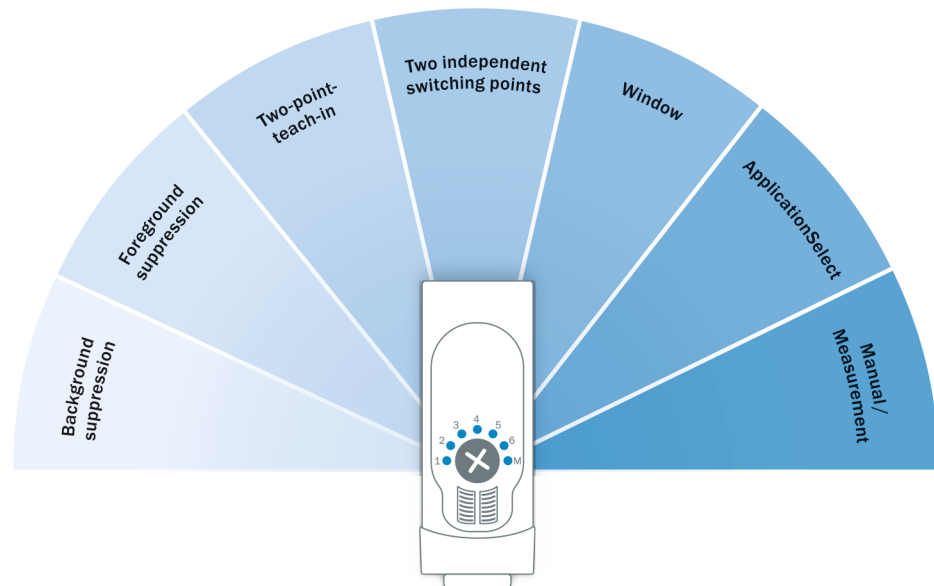 Background
suppression
Foreground
suppression
Two-point-
teach-in
Two independent
switching points
Window
ApplicationSelect
Manual/
Measurement
1
2
3
4
5
6
M